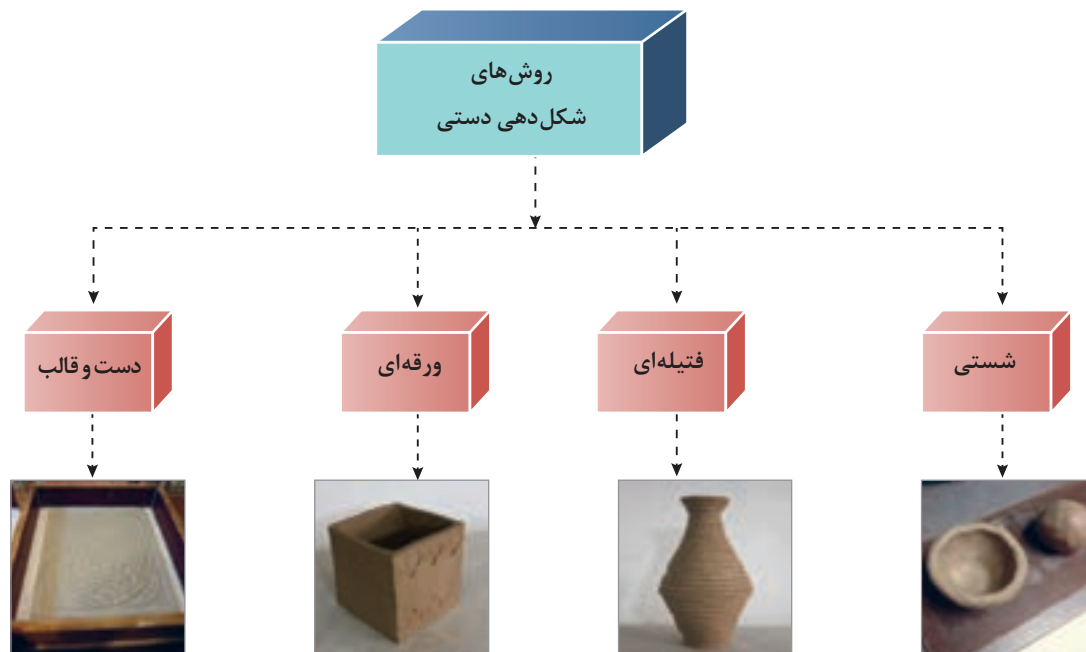 روش‌های
شکل‌دهی دستی
شستی
فتیله‌ای
ورقه‌ای
دست و قالب